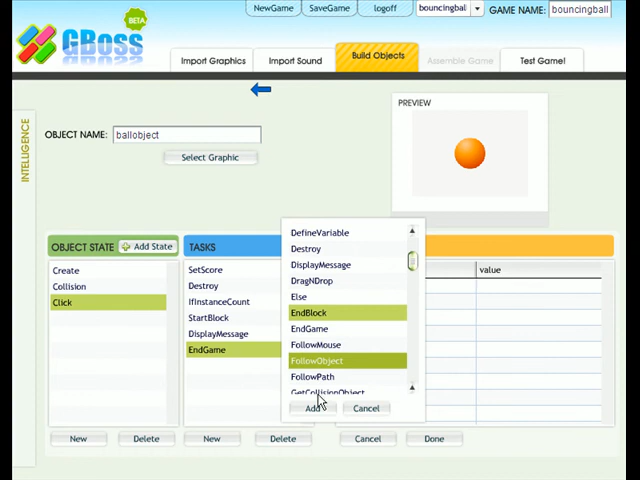 NewGame
SaveGame
logoff
bouncingball
GAME NAME:
bouncingball
BETA
GBoss
Import Graphics
Import Sound
Build Objects
Assemble Game
Test Game!
INTELLIGENCE
OBJECT NAME:
ballobject
Select Graphic
PREVIEW
OBJECT STATE
Add State
Create
Collision
Click
New
Delete
TASKS
SetScore
Destroy
IfInstanceCount
StartBlock
DisplayMessage
EndGame
New
Delete
DefineVariable
Destroy
DisplayMessage
DragNDrop
Else
EndBlock
EndGame
FollowMouse
FollowObject
FollowPath
GetCollisionObject
Add
Cancel
value
Cancel
Done